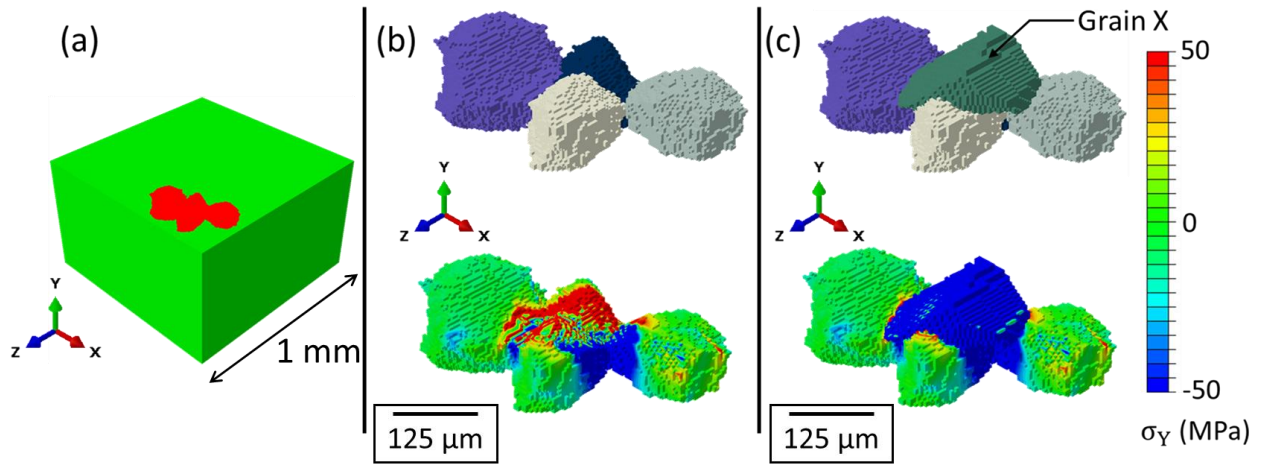 (a)
Y
Z
X
1 mm
(b)
Y
Z
X
125 μm
(c)
Grain X
Y
Z
X
125 μm
50
0
-50
σY (MPa)